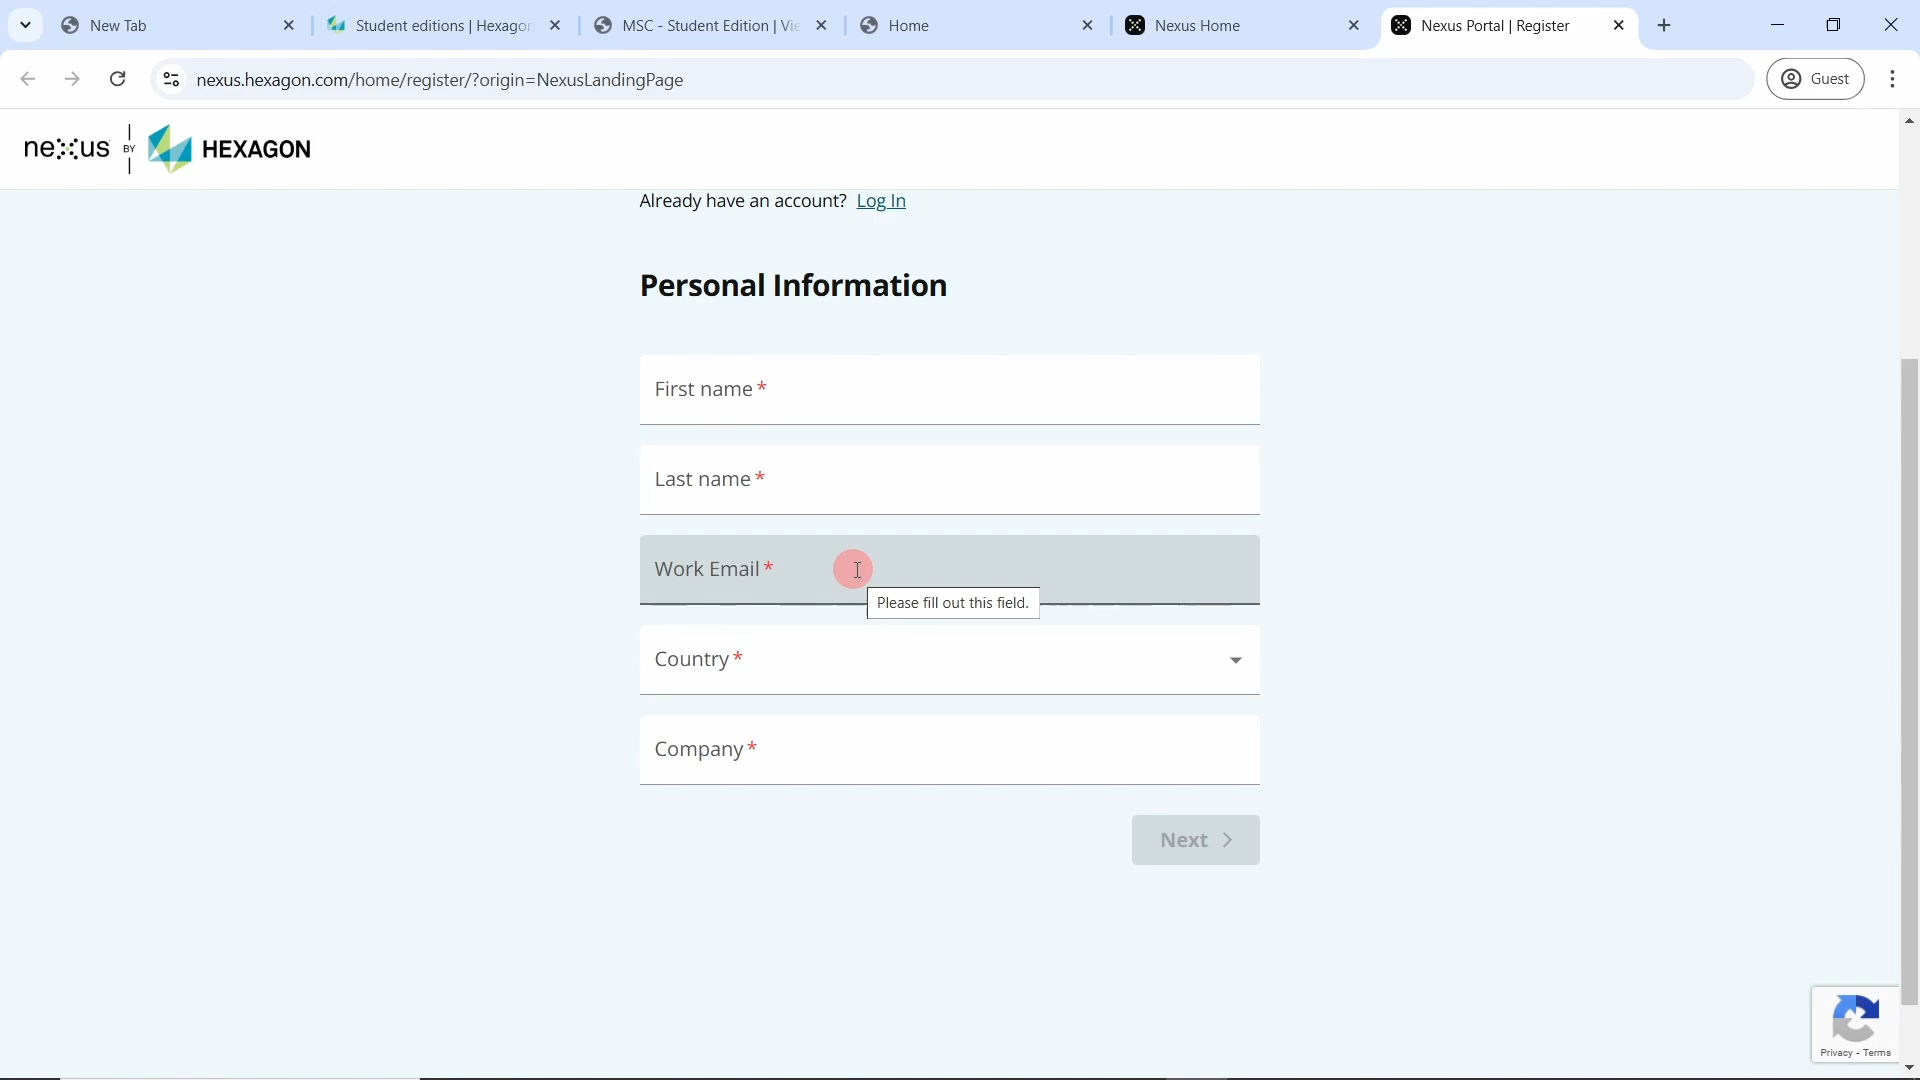 New Tab
Student editions | Hexagon
MSC - Student Edition | Vie
Home
Nexus Home
Nexus Portal | Register
nexus.hexagon.com/home/register/?origin=NexusLandingPage
Guest
nexus BY HEXAGON
Already have an account? Log In
Personal Information
First name *
Last name *
Work Email *
Please fill out this field.
Country *
Company *
Next
Privacy - Terms